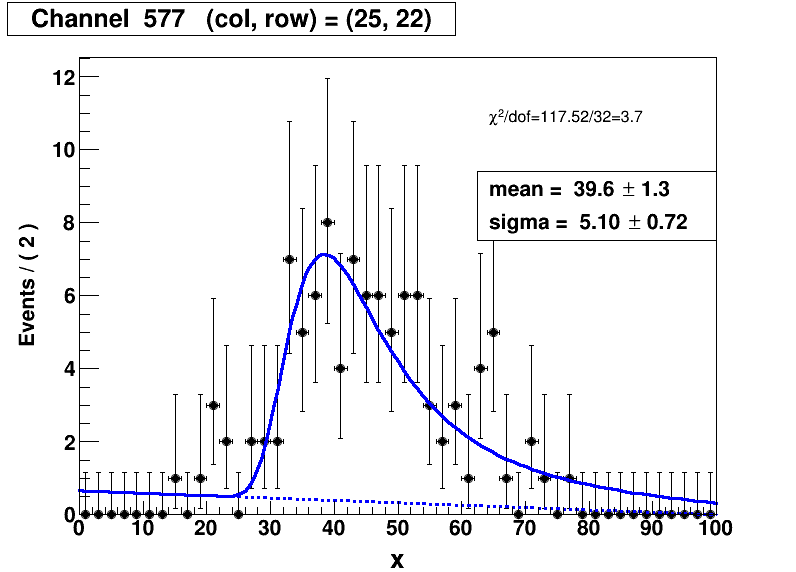 Channel  577   (col, row) = (25, 22)
χ²/dof=117.52/32=3.7
mean =  39.6 ± 1.3
sigma =  5.10 ± 0.72
Events / ( 2 )
12
10
8
6
4
2
0
0 10 20 30 40 50 60 70 80 90 100
x